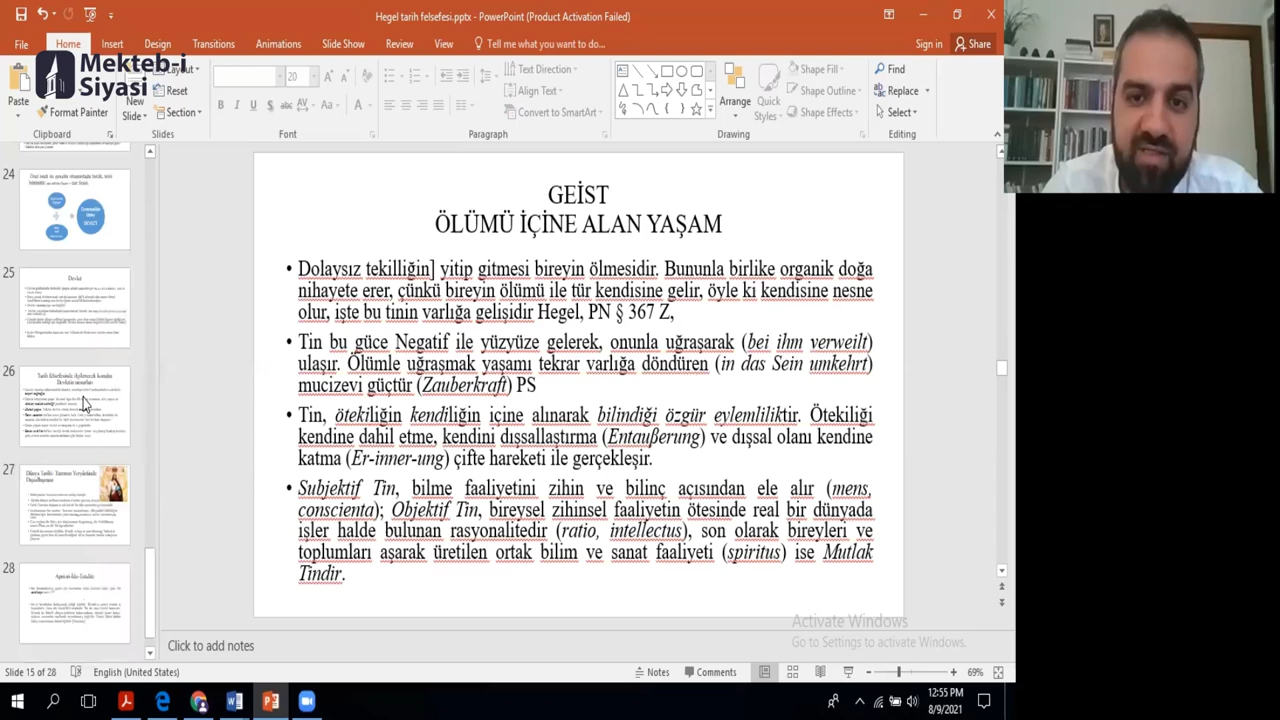 Hegel tarih felsefesi.pptx - PowerPoint (Product Activation Failed)
File
Home
Insert
Design
Transitions
Animations
Slide Show
Review
View
Tell me what you want to do...
Sign in
Share
Mekteb-i
Siyasi
Paste
Format Painter
Clipboard
New
Slide
Layout
Reset
Section
Slides
20
B
I
U
S
abc
AV
Aa
A
Font
Text Direction
Align Text
Convert to SmartArt
Paragraph
Arrange
Quick
Styles
Shape Fill
Shape Outline
Shape Effects
Drawing
Find
Replace
Select
Editing
24
25
Devlet
26
27
28
GEİST
ÖLÜMÜ İÇİNE ALAN YAŞAM
• Dolaysız tekilliğin] yitip gitmesi bireyin ölmesidir. Bununla birlike organik doğa
nihayete erer, çünkü bireyin ölümü ile tür kendisine gelir, öyle ki kendisine nesne
olur, işte bu tinin varlığa gelişidir Hegel, PN § 367 Z,
• Tin bu güce Negatif ile yüzyüze gelerek, onunla uğraşarak (bei ihm verweilt)
ulaşır. Ölümle uğraşmak yaşamı tekrar varlığa döndüren (in das Sein umkehrt)
mucizevi güçtür (Zauberkraft) PS
• Tin ötekiliğin kendiliği içine alınarak bilindiği özgür eylemliliktir. Ötekiliği
kendine dahil etme, kendini dışsallaştırma (Entaußerung) ve dışsal olanı kendine
katma (Er-inner-ung) çifte hareketi ile gerçekleşir.
• Subjektif Tin, bilme faaliyetini zihin ve bilinç açısından ele alır (mens,
conscienta); Objektif Tin, bireysel zihinsel faaliyetin ötesinde real bir dünyada
işler halde bulunan rasyonalitedir (ratio, intellectus), son olarak bireyleri ve
toplumları aşarak üretilen ortak bilim ve sanat faaliyeti (spiritus) ise Mutlak
Tindir.
Activate Windows
Go to Settings to activate Windows.
Click to add notes
Slide 15 of 28
English (United States)
Notes
Comments
69%
12:55 PM
8/9/2021